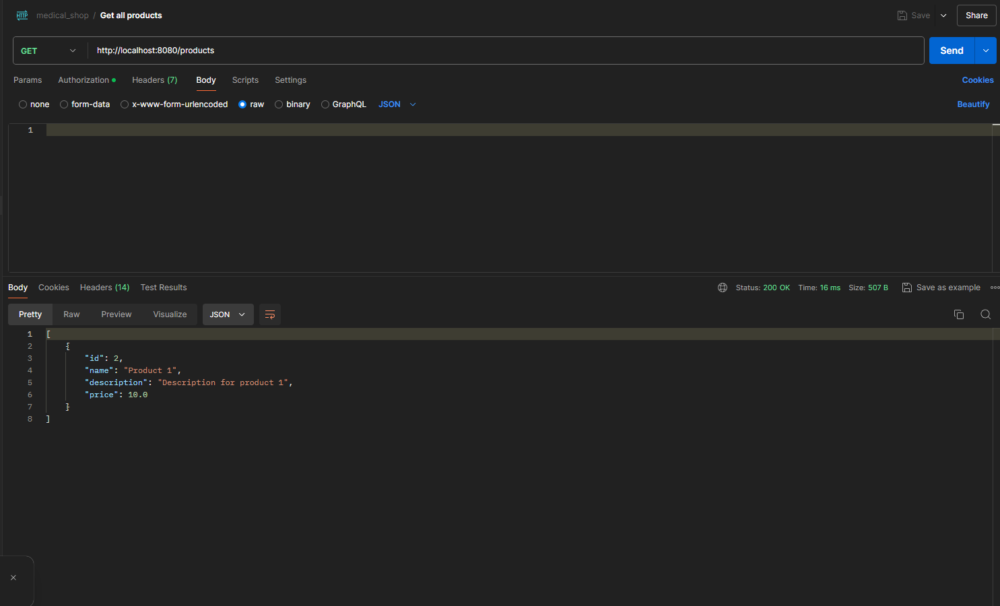 HTTP medical_shop / Get all products Save Share
GET http://localhost:8080/products Send
Params Authorization Headers (7) Body Scripts Settings Cookies
none form-data x-www-form-urlencoded raw binary GraphQL JSON Beautify
1
Body Cookies Headers (14) Test Results Status: 200 OK Time: 16 ms Size: 507 B Save as example
Pretty Raw Preview Visualize JSON
1 [
2 {
3 "id": 2,
4 "name": "Product 1",
5 "description": "Description for product 1",
6 "price": 10.0
7 }
8 ]